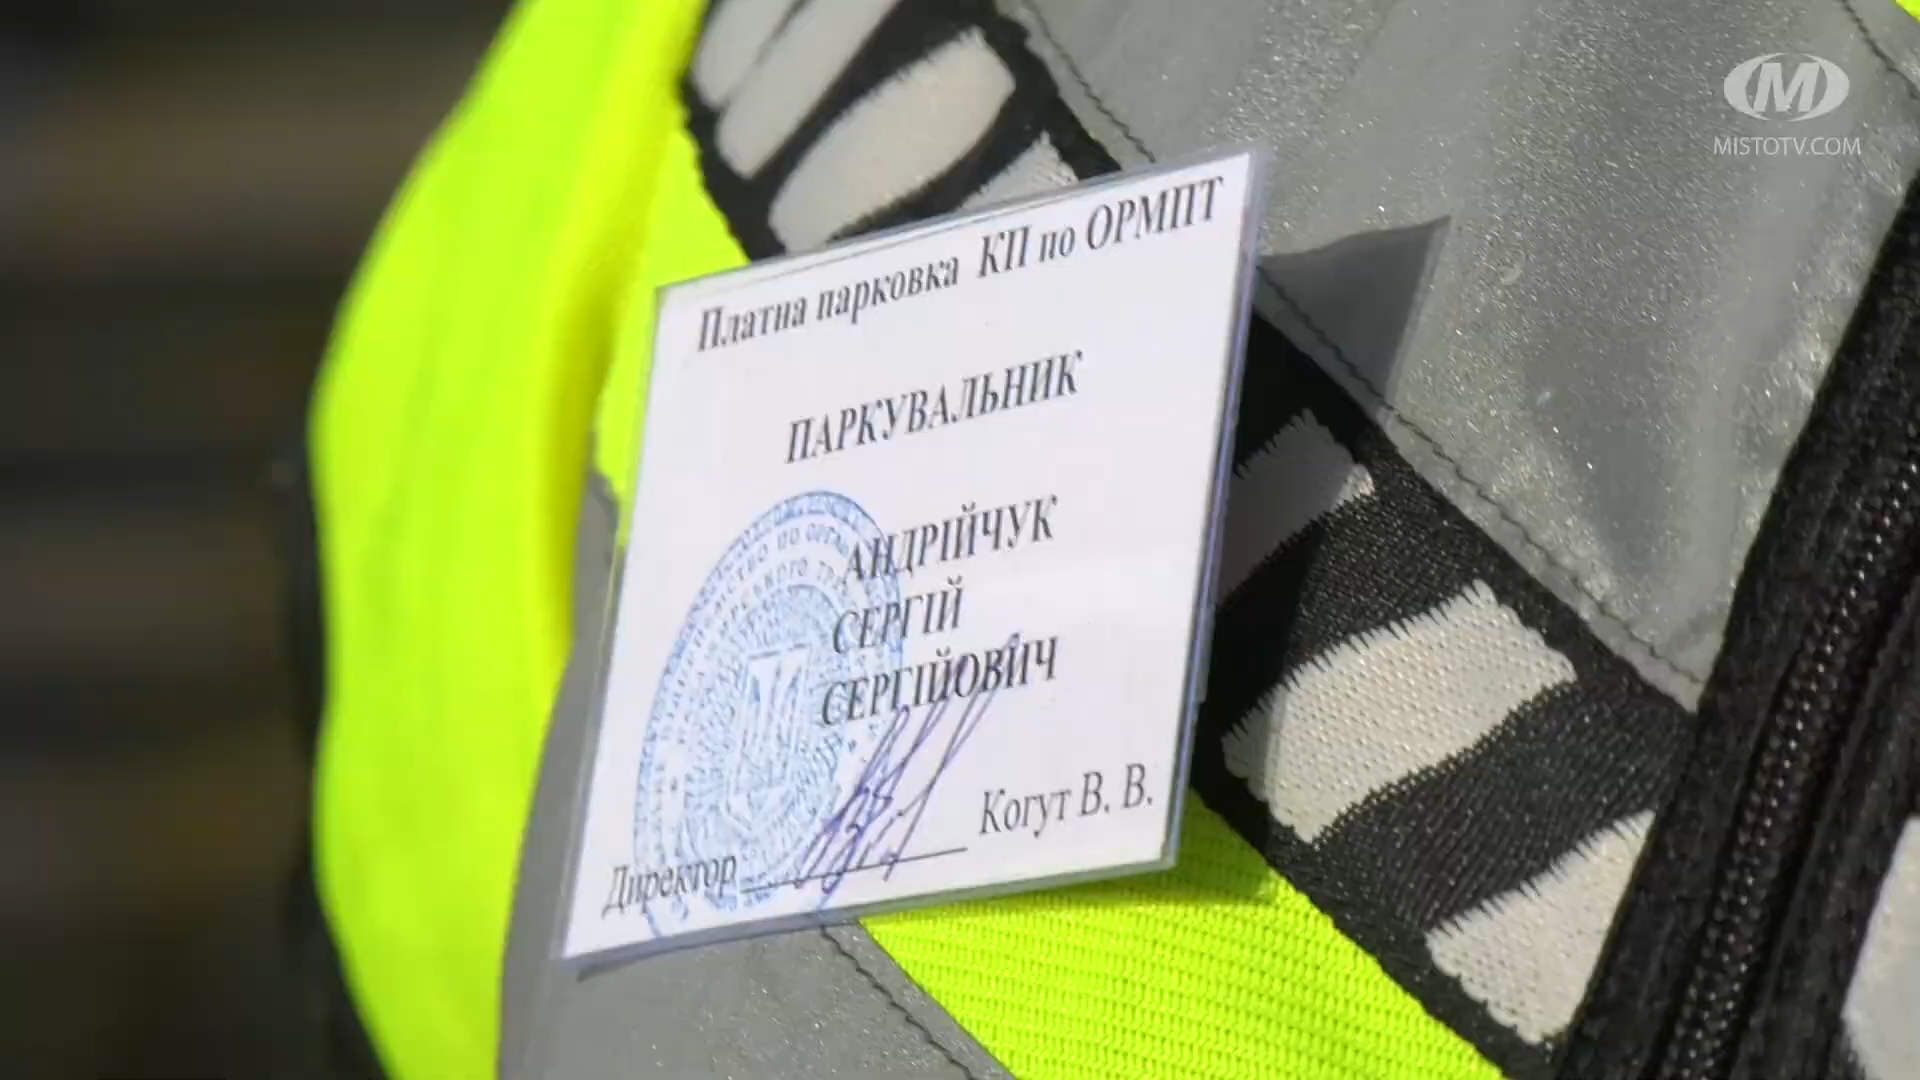 M
MISTOTV.COM
Платна парковка КП по ОРМПТ
ПАРКУВАЛЬНИК
АНДРІЙЧУК
СЕРГІЙ
СЕРГІЙОВИЧ
Директор Когут В. В.